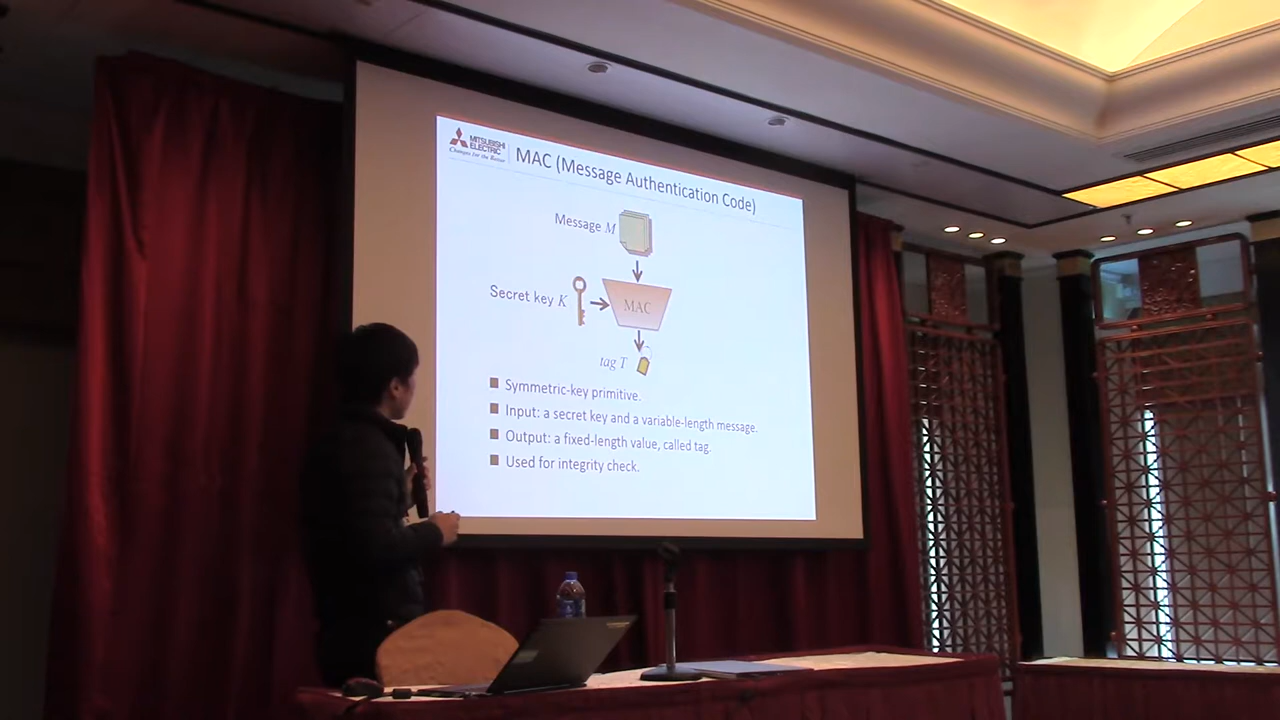 MITSUBISHI
ELECTRIC
Changes for the Better
MAC (Message Authentication Code)
Message M
Secret key K
MAC
tag T
Symmetric-key primitive.
Input: a secret key and a variable-length message.
Output: a fixed-length value, called tag.
Used for integrity check.